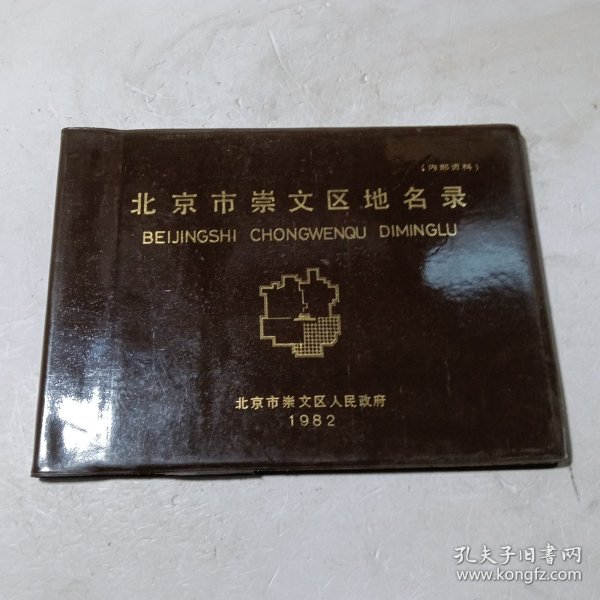 （内部资料）
北京市崇文区地名录
BEIJINGSHI CHONGWENQU DIMINGLU
北京市崇文区人民政府
1982
孔夫子旧书网
www.kongfz.com